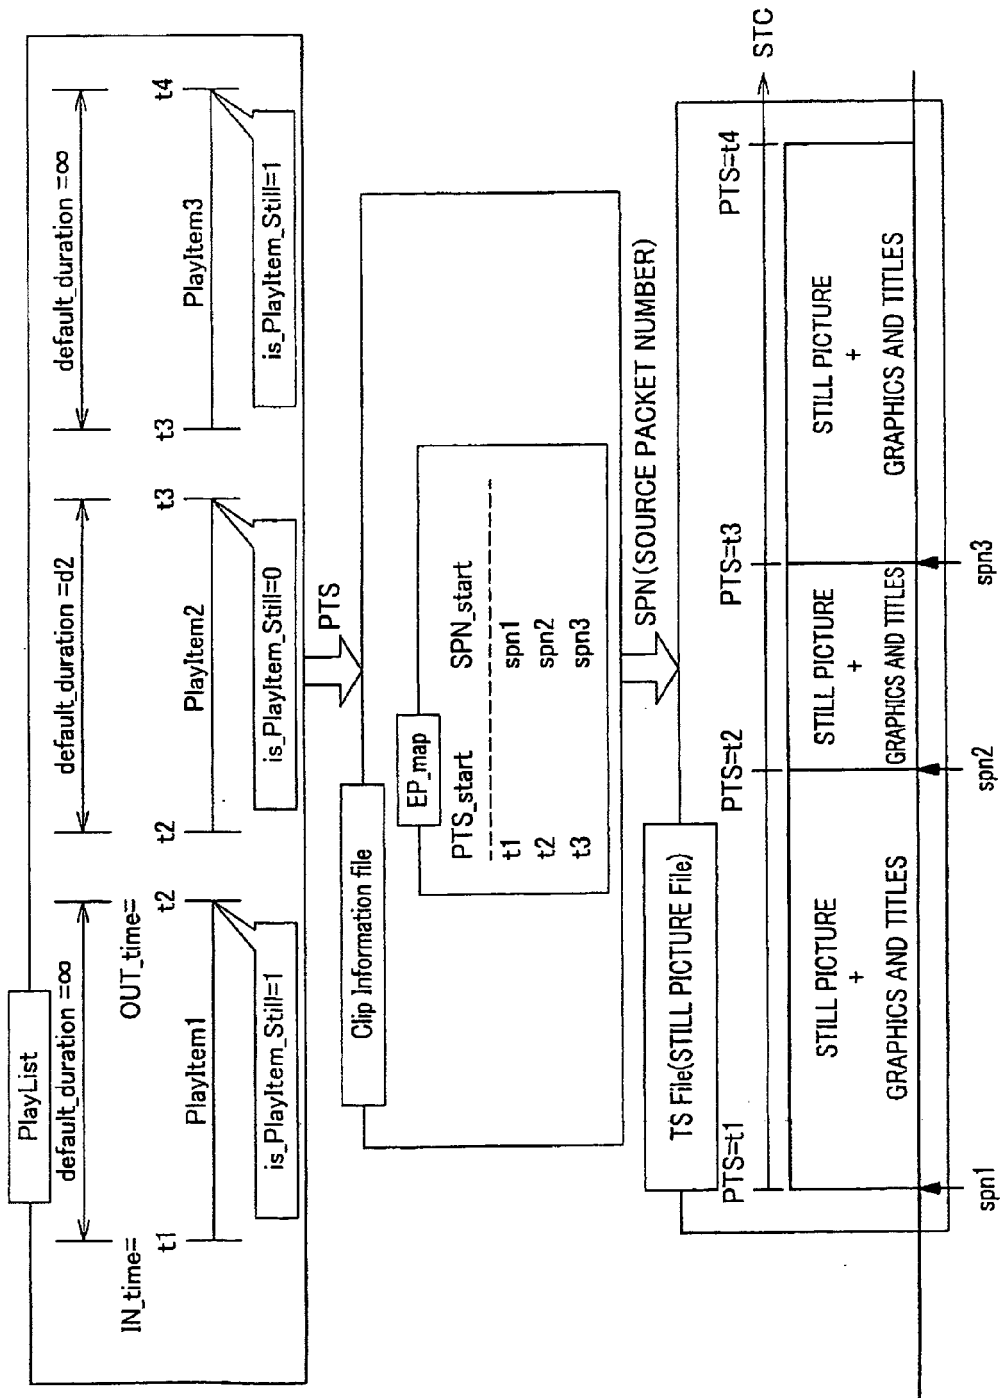 PlayList
default_duration =∞
default_duration =d2
default_duration =∞
IN_time=
OUT_time=
t1
t2
t2
t3
t3
t4
PlayItem1
PlayItem2
PlayItem3
is_PlayItem_Still=1
is_PlayItem_Still=0
is_PlayItem_Still=1
PTS
Clip Information file
EP_map
PTS_start SPN_start
t1 spn1
t2 spn2
t3 spn3
SPN(SOURCE PACKET NUMBER)
TS File(STILL PICTURE File)
STC
PTS=t1
PTS=t2
PTS=t3
PTS=t4
STILL PICTURE
+
GRAPHICS AND TITLES
STILL PICTURE
+
GRAPHICS AND TITLES
STILL PICTURE
+
GRAPHICS AND TITLES
spn1
spn2
spn3